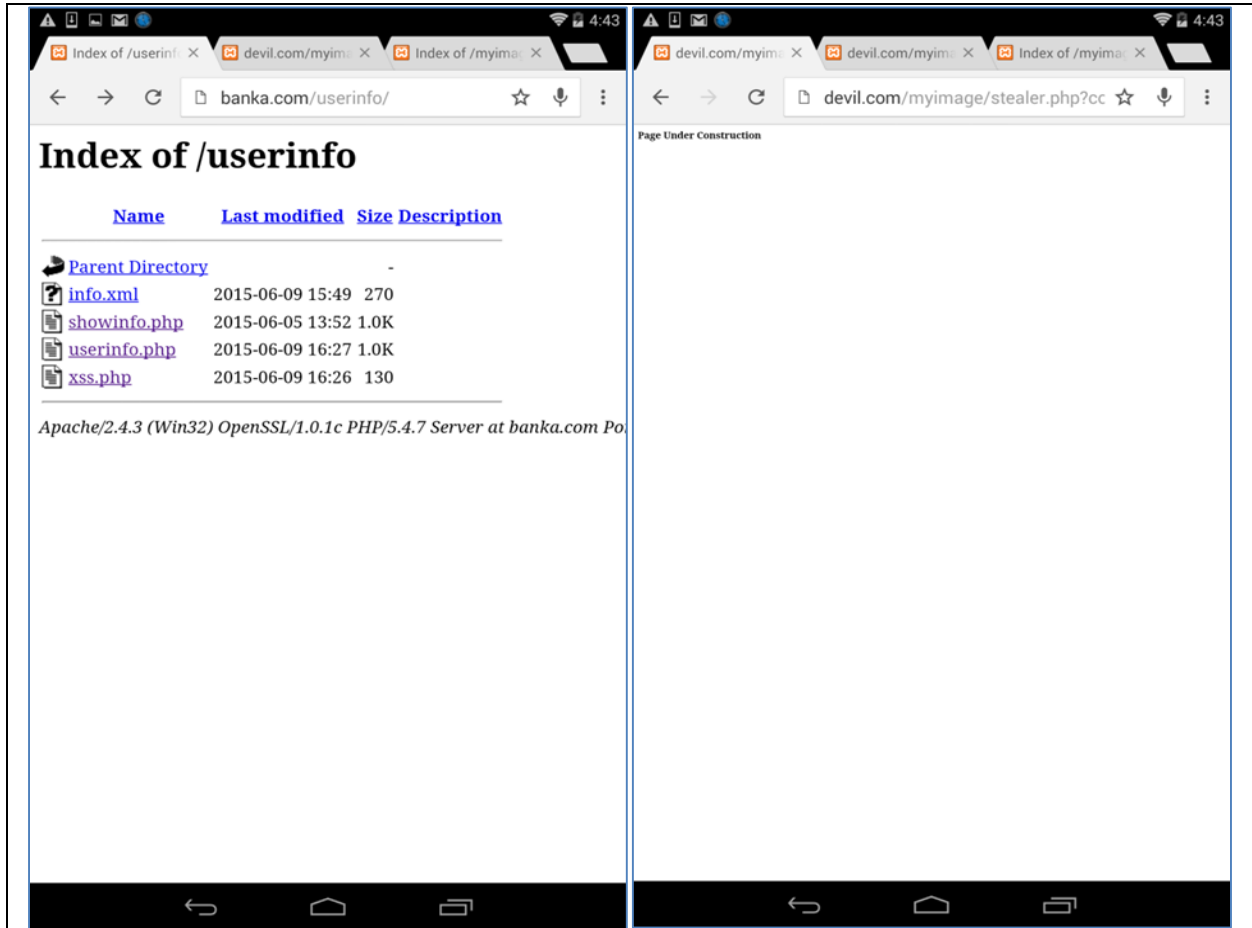 4:43
Index of /userinfo
devil.com/myima
Index of /myimag
banka.com/userinfo/
Index of /userinfo
Name Last modified Size Description
Parent Directory -
info.xml 2015-06-09 15:49 270
showinfo.php 2015-06-05 13:52 1.0K
userinfo.php 2015-06-09 16:27 1.0K
xss.php 2015-06-09 16:26 130
Apache/2.4.3 (Win32) OpenSSL/1.0.1c PHP/5.4.7 Server at banka.com Po
4:43
devil.com/myima
devil.com/myima
Index of /myimag
devil.com/myimage/stealer.php?cc
Page Under Construction